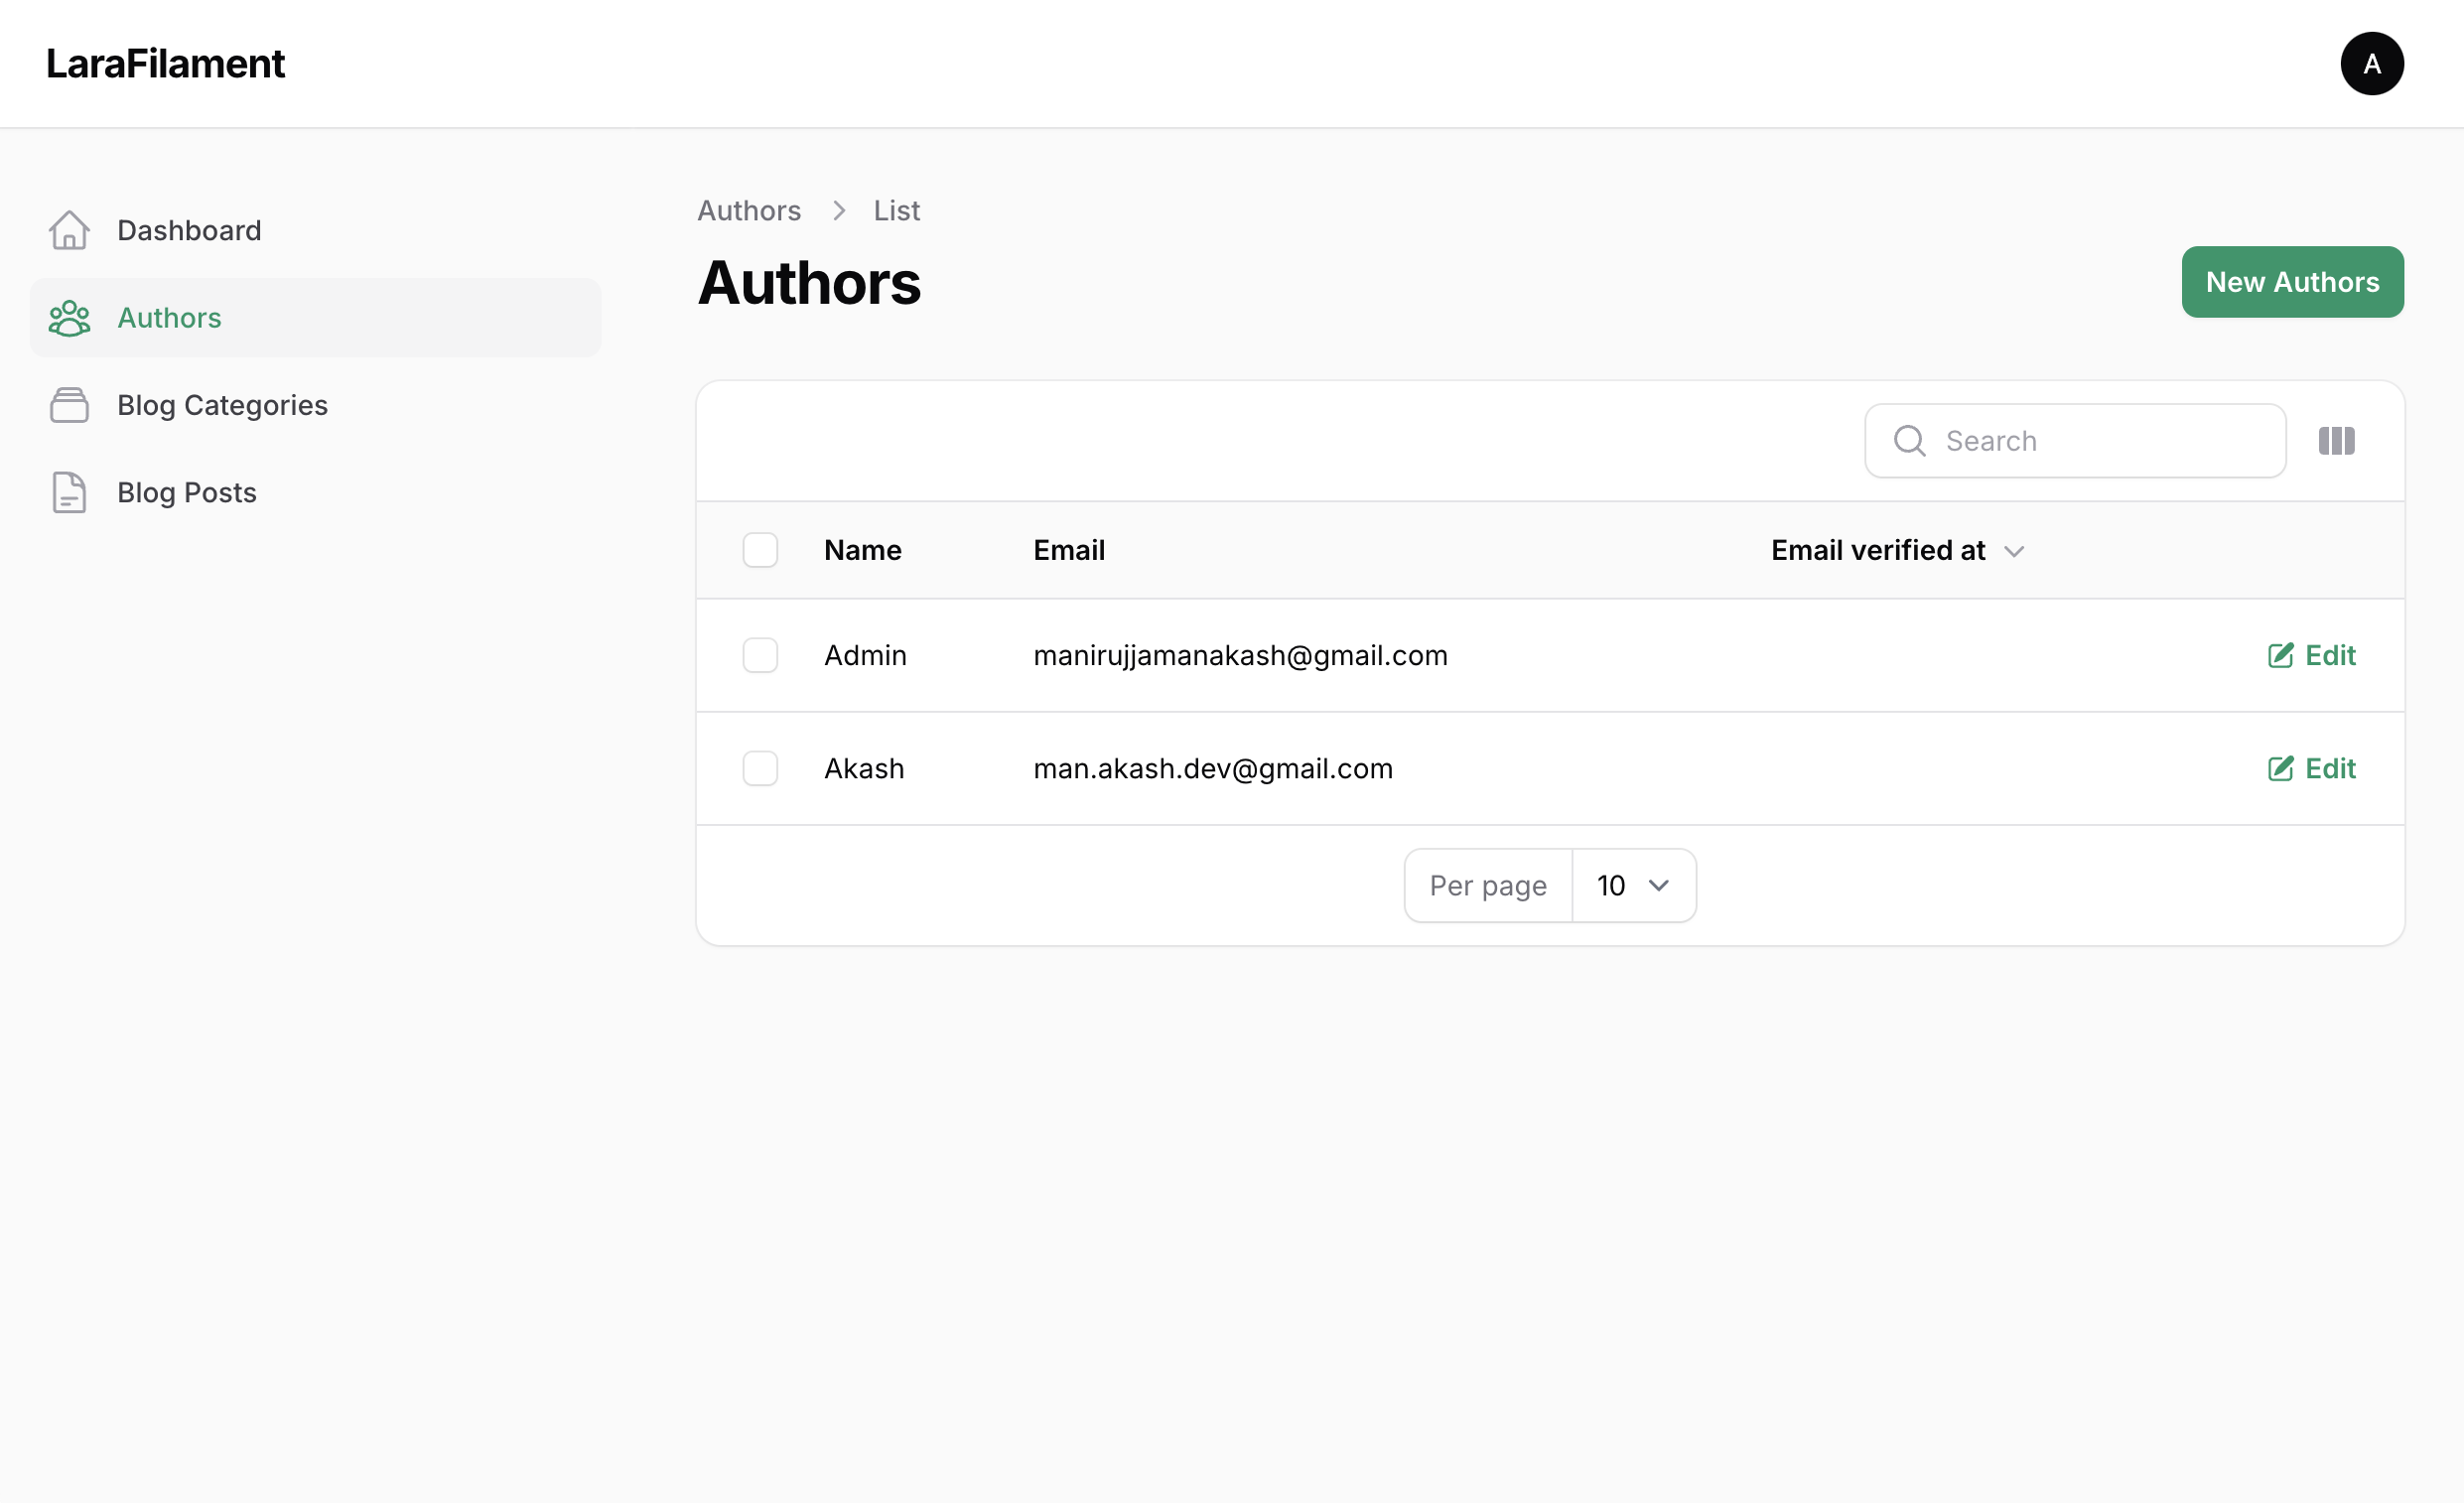 LaraFilament
A
Dashboard
Authors
Blog Categories
Blog Posts
Authors List
Authors
New Authors
Search
Name Email Email verified at
Admin manirujjamanakash@gmail.com Edit
Akash man.akash.dev@gmail.com Edit
Per page 10